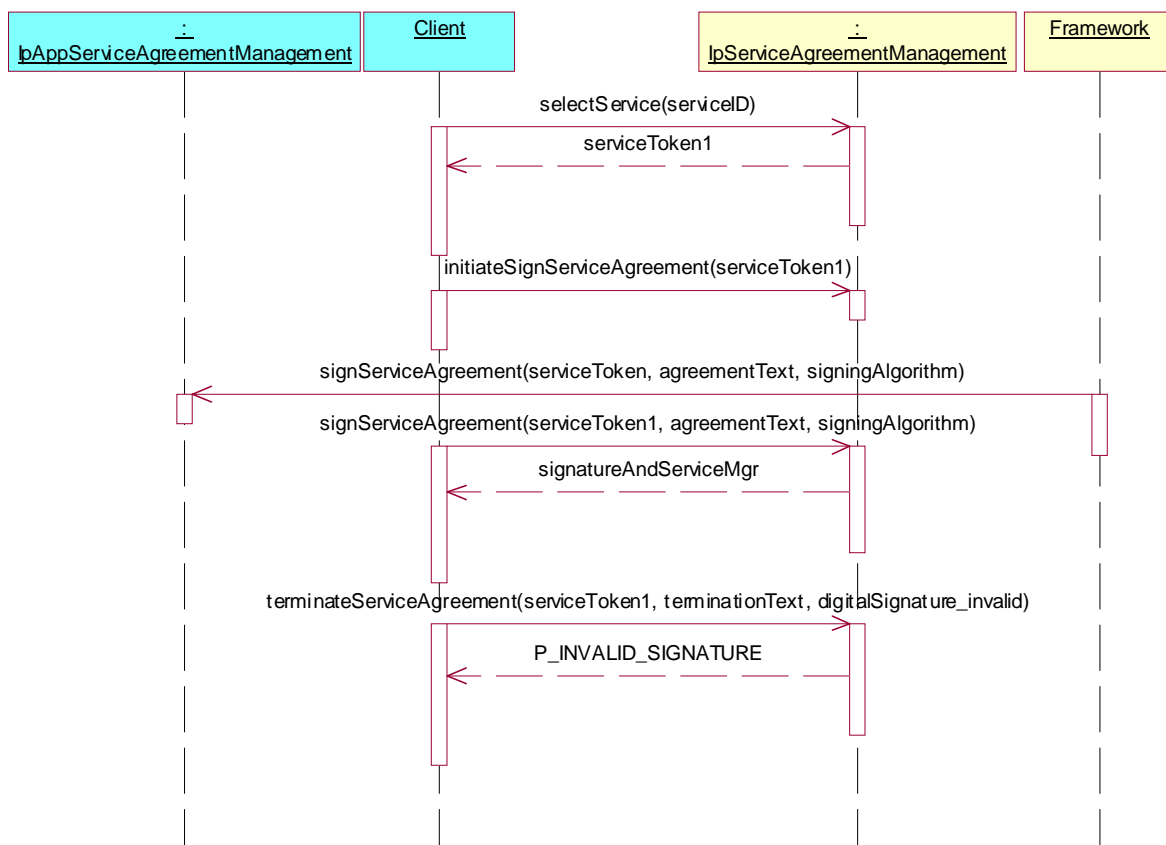 :
IpAppServiceAgreementManagement
Client
:
IpServiceAgreementManagement
Framework
selectService(serviceID)
serviceToken1
initiateSignServiceAgreement(serviceToken1)
signServiceAgreement(serviceToken, agreementText, signingAlgorithm)
signServiceAgreement(serviceToken1, agreementText, signingAlgorithm)
signatureAndServiceMgr
terminateServiceAgreement(serviceToken1, terminationText, digitalSignature_invalid)
P_INVALID_SIGNATURE